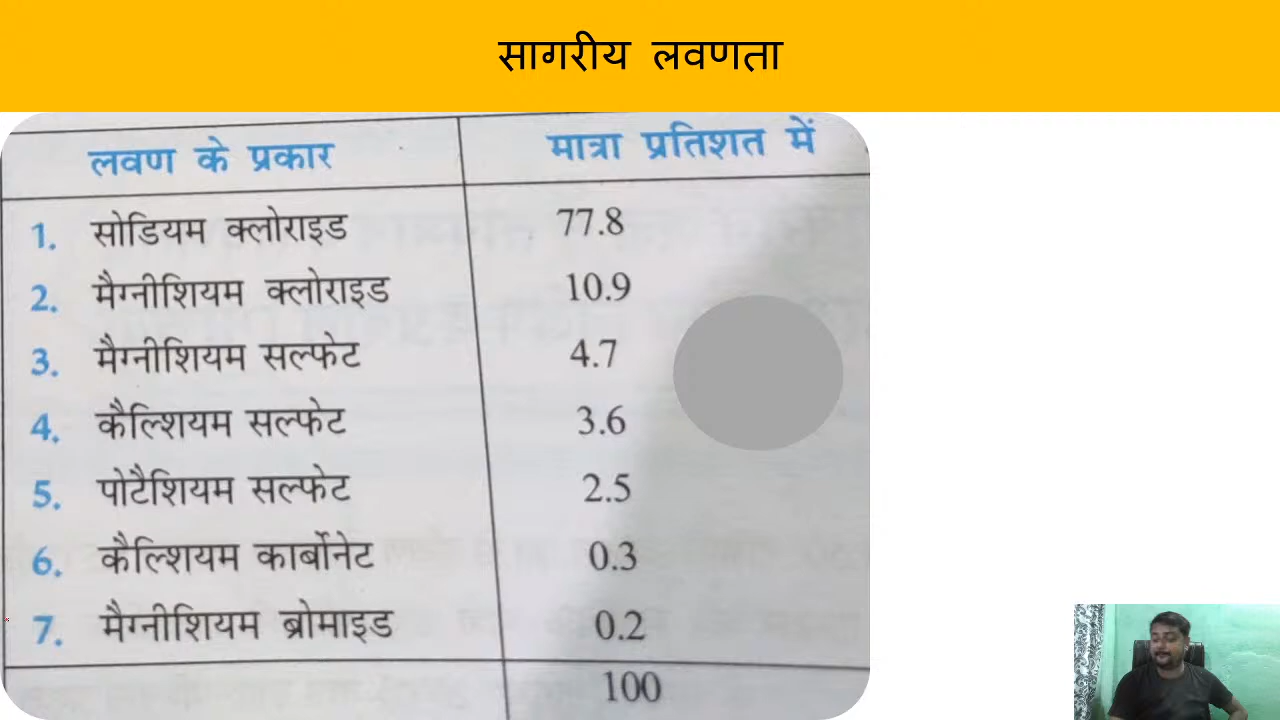 सागरीय लवणता
लवण के प्रकार मात्रा प्रतिशत में
1. सोडियम क्लोराइड 77.8
2. मैग्नीशियम क्लोराइड 10.9
3. मैग्नीशियम सल्फेट 4.7
4. कैल्शियम सल्फेट 3.6
5. पोटैशियम सल्फेट 2.5
6. कैल्शियम कार्बोनेट 0.3
7. मैग्नीशियम ब्रोमाइड 0.2
100